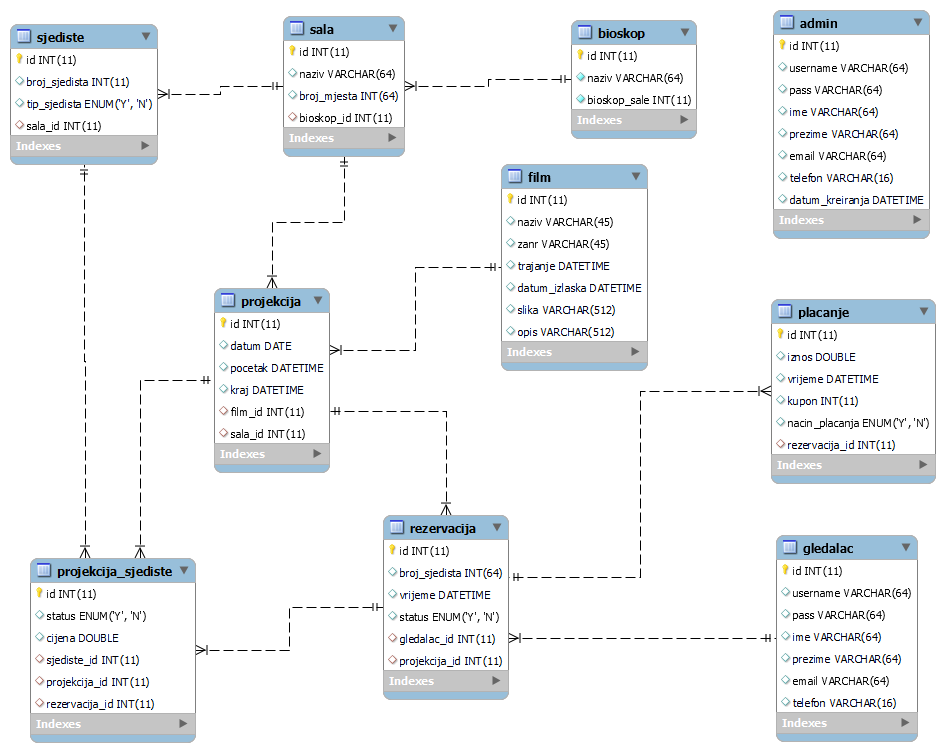 sjediste
id INT(11)
broj_sjedista INT(11)
tip_sjedista ENUM('Y', 'N')
sala_id INT(11)
Indexes
sala
id INT(11)
naziv VARCHAR(64)
broj_mjesta INT(64)
bioskop_id INT(11)
Indexes
bioskop
id INT(11)
naziv VARCHAR(64)
bioskop_sale INT(11)
Indexes
admin
id INT(11)
username VARCHAR(64)
pass VARCHAR(64)
ime VARCHAR(64)
prezime VARCHAR(64)
email VARCHAR(64)
telefon VARCHAR(16)
datum_kreiranja DATETIME
Indexes
film
id INT(11)
naziv VARCHAR(45)
zanr VARCHAR(45)
trajanje DATETIME
datum_izlaska DATETIME
slika VARCHAR(512)
opis VARCHAR(512)
Indexes
projekcija
id INT(11)
datum DATE
pocetak DATETIME
kraj DATETIME
film_id INT(11)
sala_id INT(11)
Indexes
placanje
id INT(11)
iznos DOUBLE
vrijeme DATETIME
kupon INT(11)
nacin_placanja ENUM('Y', 'N')
rezervacija_id INT(11)
Indexes
rezervacija
id INT(11)
broj_sjedista INT(64)
vrijeme DATETIME
status ENUM('Y', 'N')
gledalac_id INT(11)
projekcija_id INT(11)
Indexes
projekcija_sjediste
id INT(11)
status ENUM('Y', 'N')
cijena DOUBLE
sjediste_id INT(11)
projekcija_id INT(11)
rezervacija_id INT(11)
Indexes
gledalac
id INT(11)
username VARCHAR(64)
pass VARCHAR(64)
ime VARCHAR(64)
prezime VARCHAR(64)
email VARCHAR(64)
telefon VARCHAR(16)
Indexes